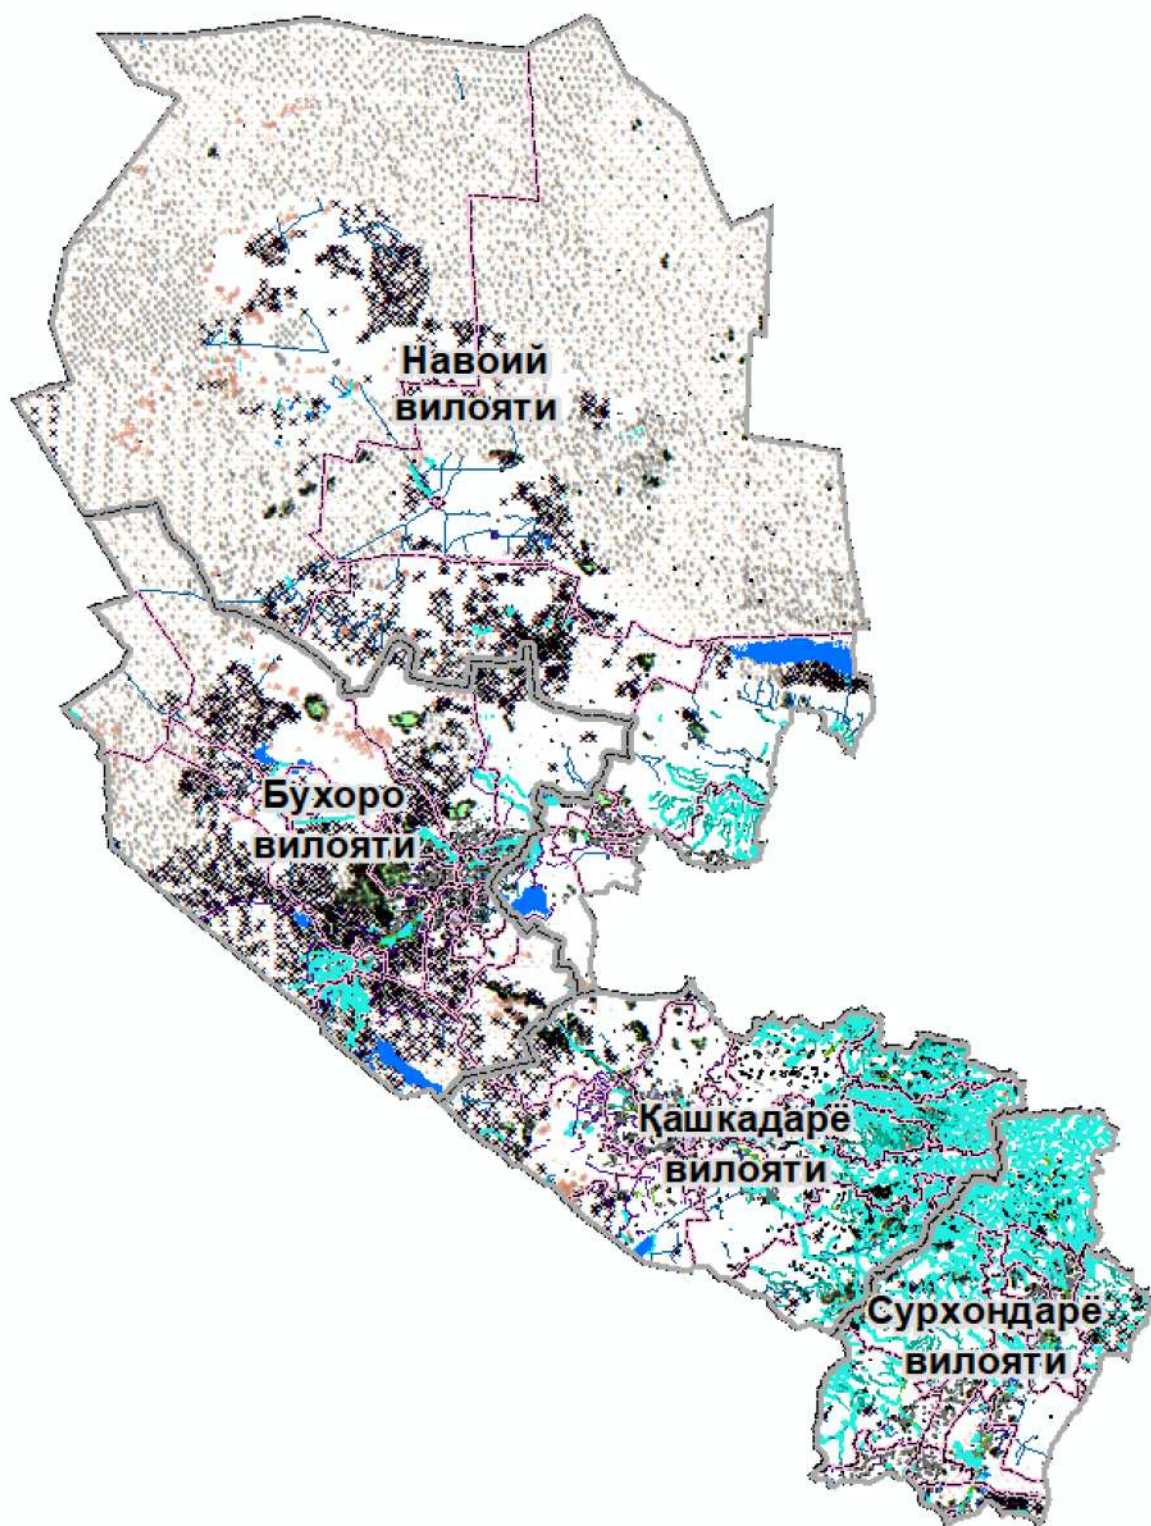 Навоий
вилояти
Бухоро
вилояти
Қашкадарё
вилояти
Сурхондарё
вилояти